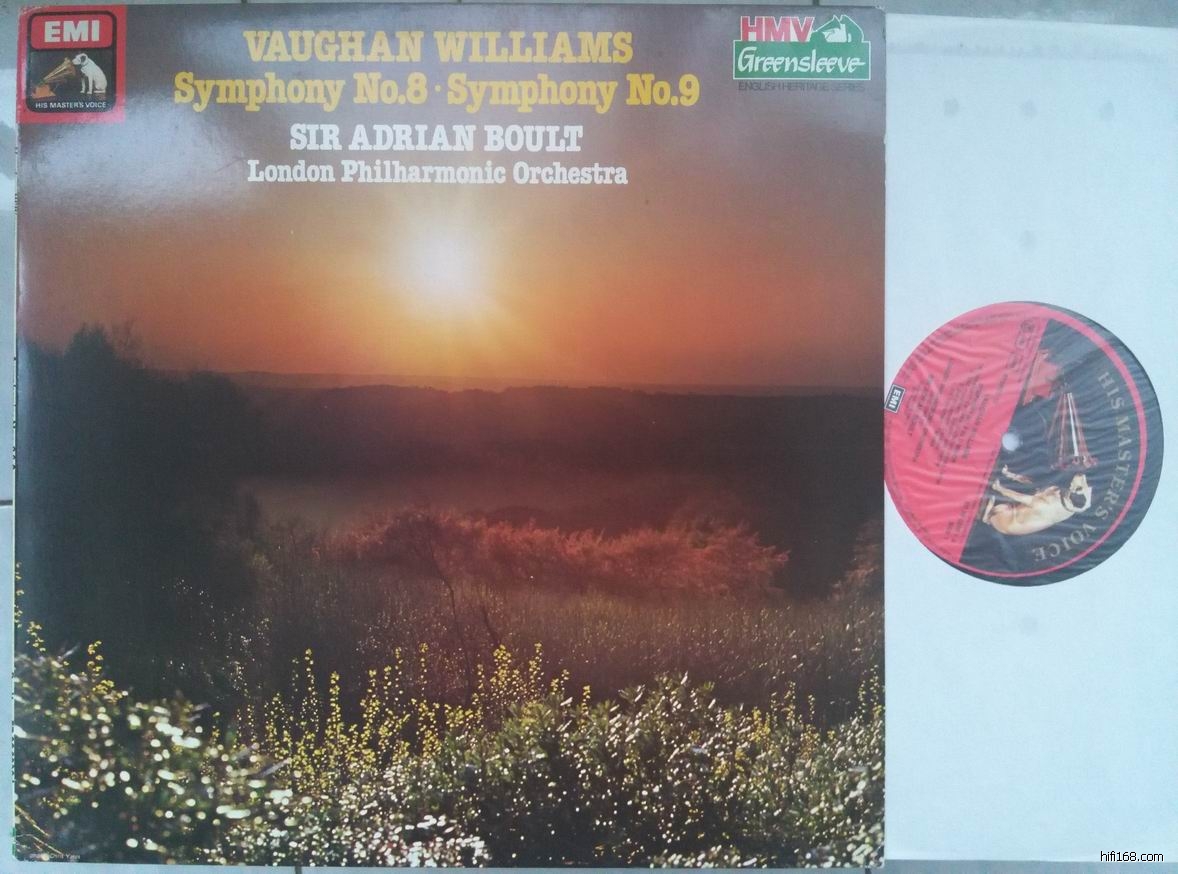 EMI
HIS MASTER'S VOICE
VAUGHAN WILLIAMS
Symphony No.8 · Symphony No.9
SIR ADRIAN BOULT
London Philharmonic Orchestra
HMV
Greensleeve
ENGLISH HERITAGE SERIES
EMI
HIS MASTER'S VOICE
hifi168.com